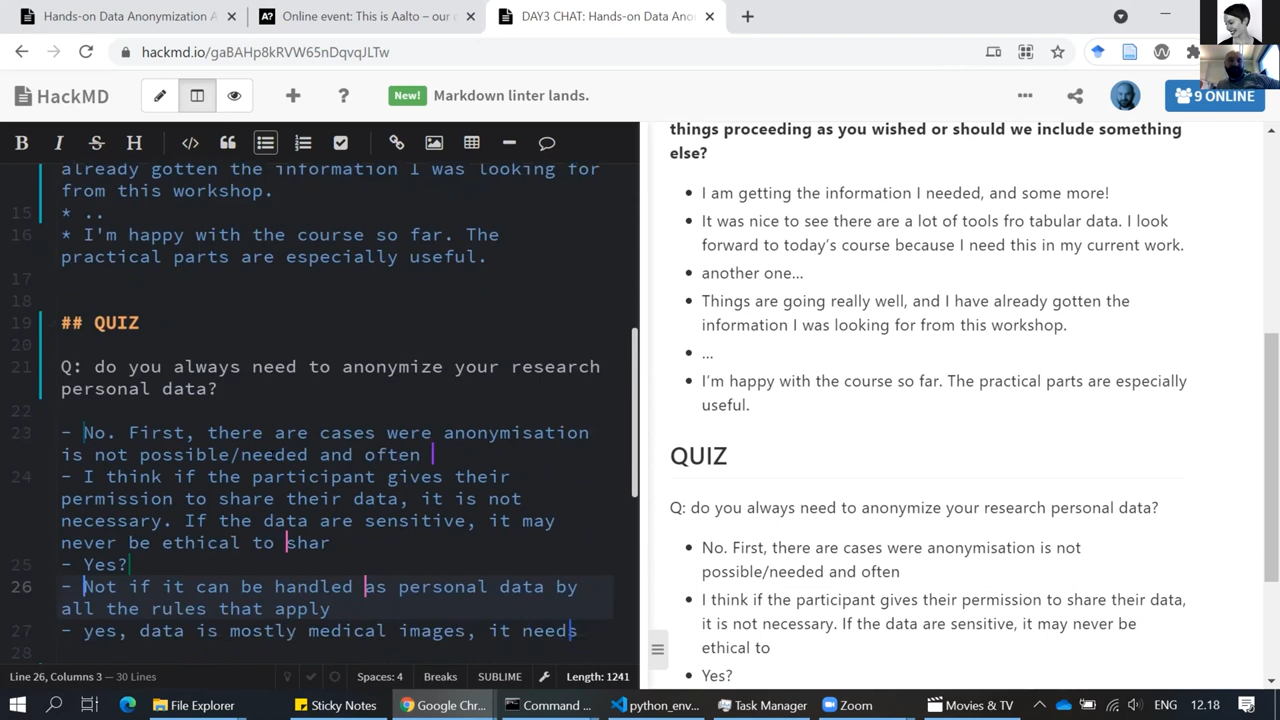 Hands-on Data Anonymization A
Online event: This is Aalto – our c
DAY3 CHAT: Hands-on Data Anon
hackmd.io/gaBAHp8kRVW65nDqvqJLTw
HackMD
New! Markdown linter lands.
9 ONLINE
B I S H
already gotten the information I was looking for
from this workshop.
15 * ..
16 * I'm happy with the course so far. The
practical parts are especially useful.
17
18
19 ## QUIZ
20
21 Q: do you always need to anonymize your research
personal data?
22
23 - No. First, there are cases were anonymisation
is not possible/needed and often
24 - I think if the participant gives their
permission to share their data, it is not
necessary. If the data are sensitive, it may
never be ethical to shar
25 - Yes?
26 - Not if it can be handled as personal data by
all the rules that apply
27 - yes, data is mostly medical images, it needs
28
Line 26, Columns 3 — 30 Lines
Spaces: 4
Breaks
SUBLIME
Length: 1241
things proceeding as you wished or should we include something
else?
• I am getting the information I needed, and some more!
• It was nice to see there are a lot of tools fro tabular data. I look
forward to today’s course because I need this in my current work.
• another one…
• Things are going really well, and I have already gotten the
information I was looking for from this workshop.
• …
• I’m happy with the course so far. The practical parts are especially
useful.
QUIZ
Q: do you always need to anonymize your research personal data?
• No. First, there are cases were anonymisation is not
possible/needed and often
• I think if the participant gives their permission to share their data,
it is not necessary. If the data are sensitive, it may never be
ethical to
• Yes?
File Explorer
Sticky Notes
Google Chr...
Command ...
python_env...
Task Manager
Zoom
Movies & TV
ENG
12.18